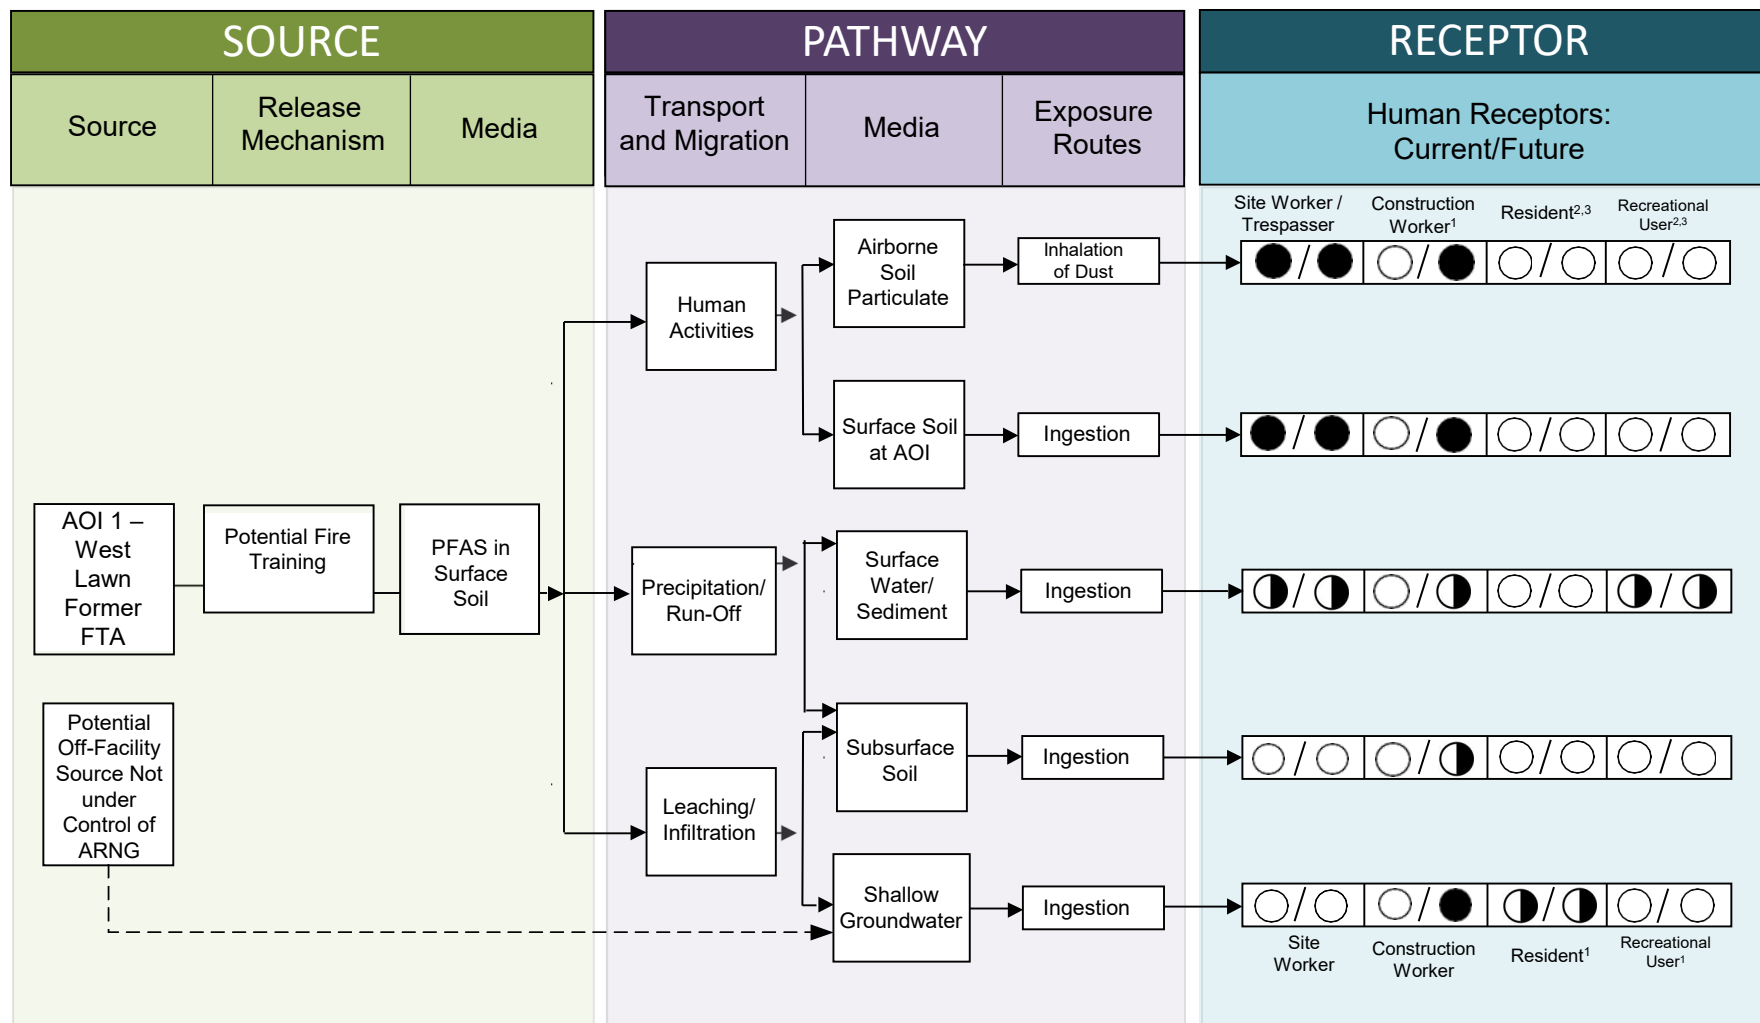 SOURCE
PATHWAY
RECEPTOR
Source
Release
Mechanism
Media
Transport
and Migration
Media
Exposure
Routes
Human Receptors:
Current/Future
Site Worker /
Trespasser
Construction
Worker¹
Resident²,³
Recreational
User²,³
Airborne
Soil
Particulate
Inhalation
of Dust
/ / / /
Human
Activities
Surface Soil
at AOI
Ingestion
/ / / /
AOI 1 –
West
Lawn
Former
FTA
Potential Fire
Training
PFAS in
Surface
Soil
Precipitation/
Run-Off
Surface
Water/
Sediment
Ingestion
/ / / /
Potential
Off-Facility
Source Not
under
Control of
ARNG
Leaching/
Infiltration
Subsurface
Soil
Ingestion
/ / / /
Shallow
Groundwater
Ingestion
/ / / /
Site
Worker
Construction
Worker
Resident¹
Recreational
User¹